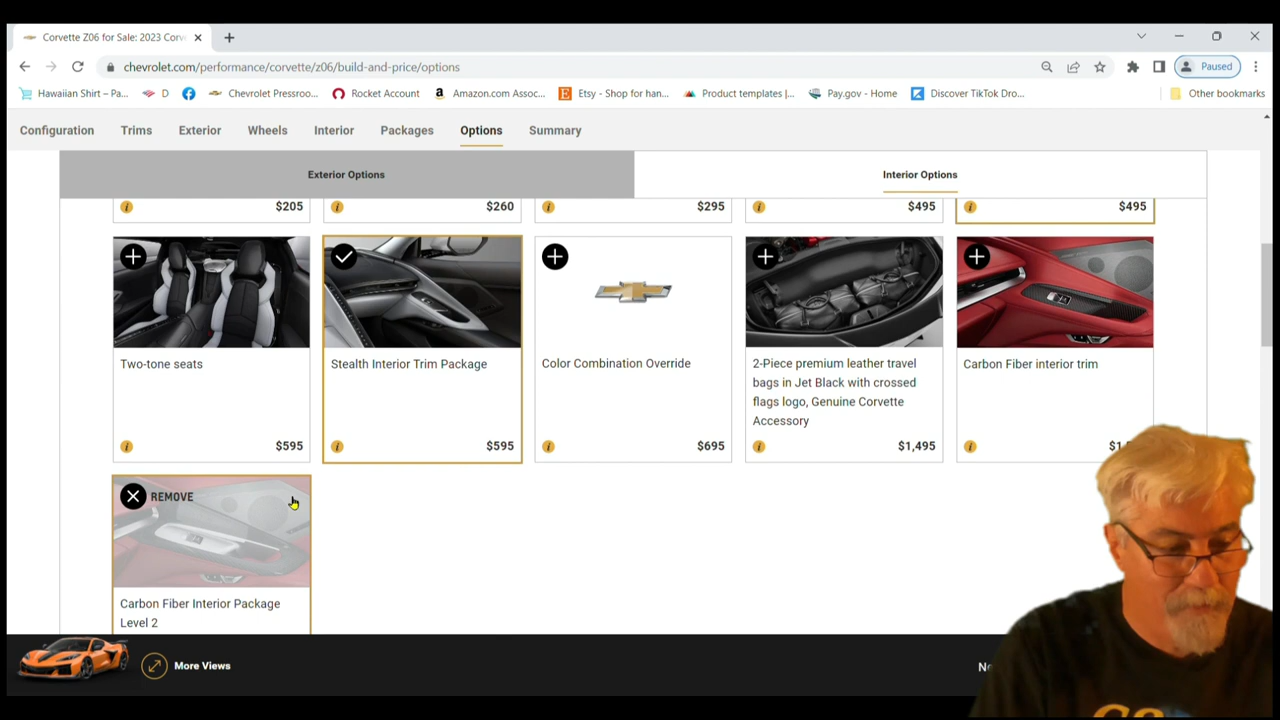 Corvette Z06 for Sale: 2023 Corv
chevrolet.com/performance/corvette/z06/build-and-price/options
Paused
Hawaiian Shirt – Pa...
D
Chevrolet Pressroo...
Rocket Account
Amazon.com Assoc...
Etsy - Shop for han...
Product templates |...
Pay.gov - Home
Discover TikTok Dro...
Other bookmarks
Configuration
Trims
Exterior
Wheels
Interior
Packages
Options
Summary
Exterior Options
Interior Options
$205
$260
$295
$495
$495
Two-tone seats
$595
Stealth Interior Trim Package
$595
Color Combination Override
$695
2-Piece premium leather travel
bags in Jet Black with crossed
flags logo, Genuine Corvette
Accessory
$1,495
Carbon Fiber interior trim
REMOVE
Carbon Fiber Interior Package
Level 2
More Views